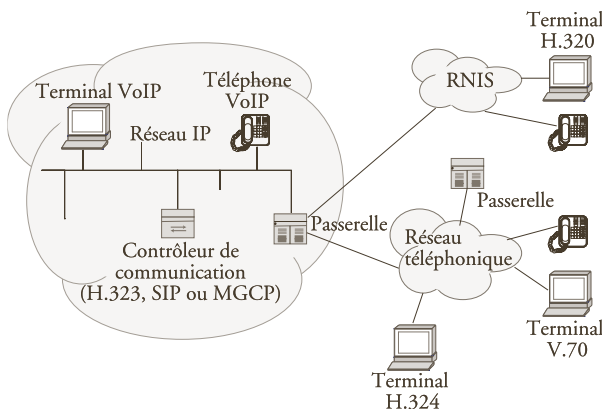 Terminal
H.320
RNIS
Terminal VoIP
Téléphone
VoIP
Réseau IP
Passerelle
Passerelle
Réseau
téléphonique
Contrôleur de
communication
(H.323, SIP ou MGCP)
Terminal
V.70
Terminal
H.324